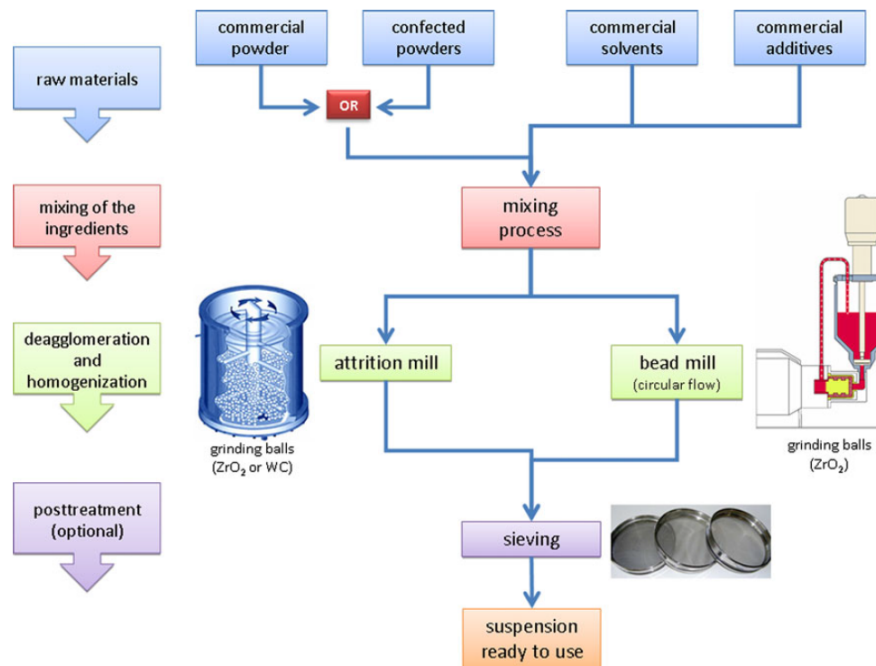 commercial
powder
confected
powders
commercial
solvents
commercial
additives
raw materials
OR
mixing of the
ingredients
mixing
process
deagglomeration
and
homogenization
attrition mill
bead mill
(circular flow)
grinding balls
(ZrO₂ or WC)
grinding balls
(ZrO₂)
posttreatment
(optional)
sieving
suspension
ready to use